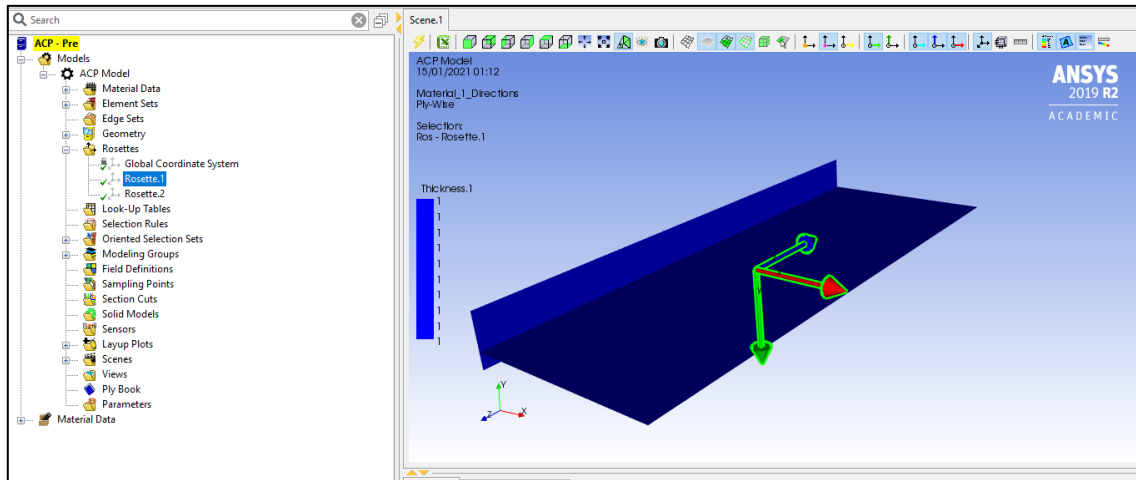 Search
ACP - Pre
Models
ACP Model
Material Data
Element Sets
Edge Sets
Geometry
Rosettes
Global Coordinate System
Rosette.1
Rosette.2
Look-Up Tables
Selection Rules
Oriented Selection Sets
Modeling Groups
Field Definitions
Sampling Points
Section Cuts
Solid Models
Sensors
Layup Plots
Scenes
Views
Ply Book
Parameters
Material Data
Scene.1
ACP Model
15/01/2021 01:12
Material_1_Directions
Ply-Wise
Selection:
Ros - Rosette.1
ANSYS
2019 R2
ACADEMIC
Thickness.1
1
1
1
1
1
1
1
1
1
1
Y
Z
X